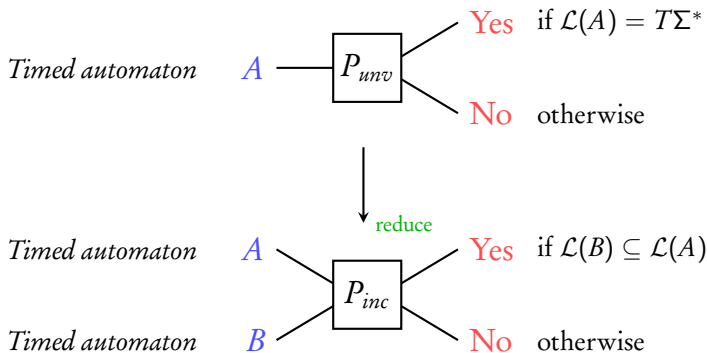 Yes if ℒ(A) = TΣ*
Timed automaton A P_unv
No otherwise
reduce
Timed automaton A Yes if ℒ(B) ⊆ ℒ(A)
P_inc
Timed automaton B No otherwise